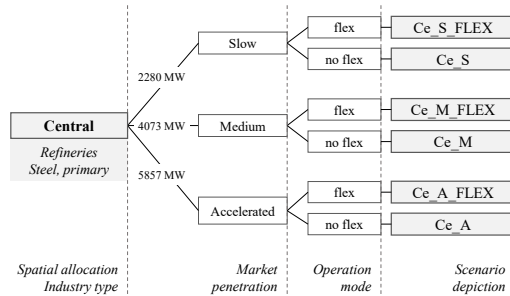 Slow
flex
Ce_S_FLEX
no flex
Ce_S
2280 MW
Central
Refineries
Steel, primary
4073 MW
Medium
flex
Ce_M_FLEX
no flex
Ce_M
5857 MW
Accelerated
flex
Ce_A_FLEX
no flex
Ce_A
Spatial allocation
Industry type
Market
penetration
Operation
mode
Scenario
depiction